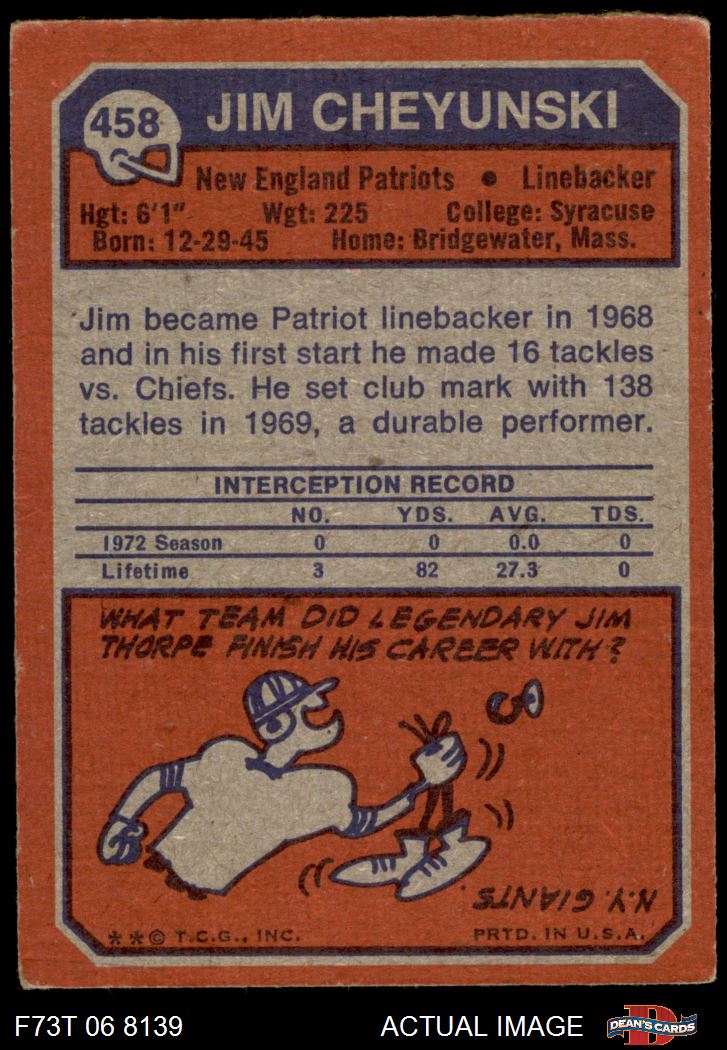 458
JIM CHEYUNSKI
New England Patriots • Linebacker
Hgt: 6'1" Wgt: 225 College: Syracuse
Born: 12-29-45 Home: Bridgewater, Mass.
Jim became Patriot linebacker in 1968
and in his first start he made 16 tackles
vs. Chiefs. He set club mark with 138
tackles in 1969, a durable performer.
INTERCEPTION RECORD
NO. YDS. AVG. TDS.
1972 Season 0 0 0.0 0
Lifetime 3 82 27.3 0
WHAT TEAM DID LEGENDARY JIM
THORPE FINISH HIS CAREER WITH?
N.Y. GIANTS.
* * © T.C.G., INC. PRTD. IN U.S.A.
F73T 06 8139 ACTUAL IMAGE D DEAN'S CARDS